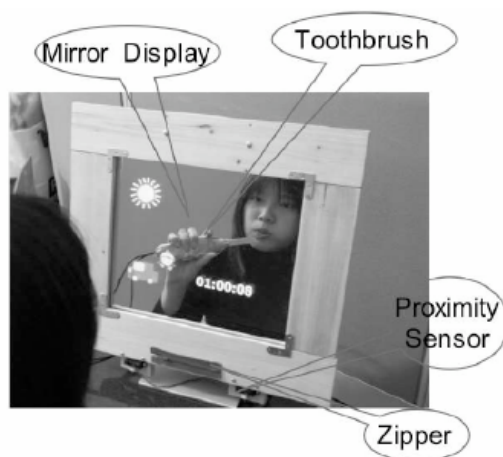 Mirror Display
Toothbrush
01:00:08
Proximity
Sensor
Zipper